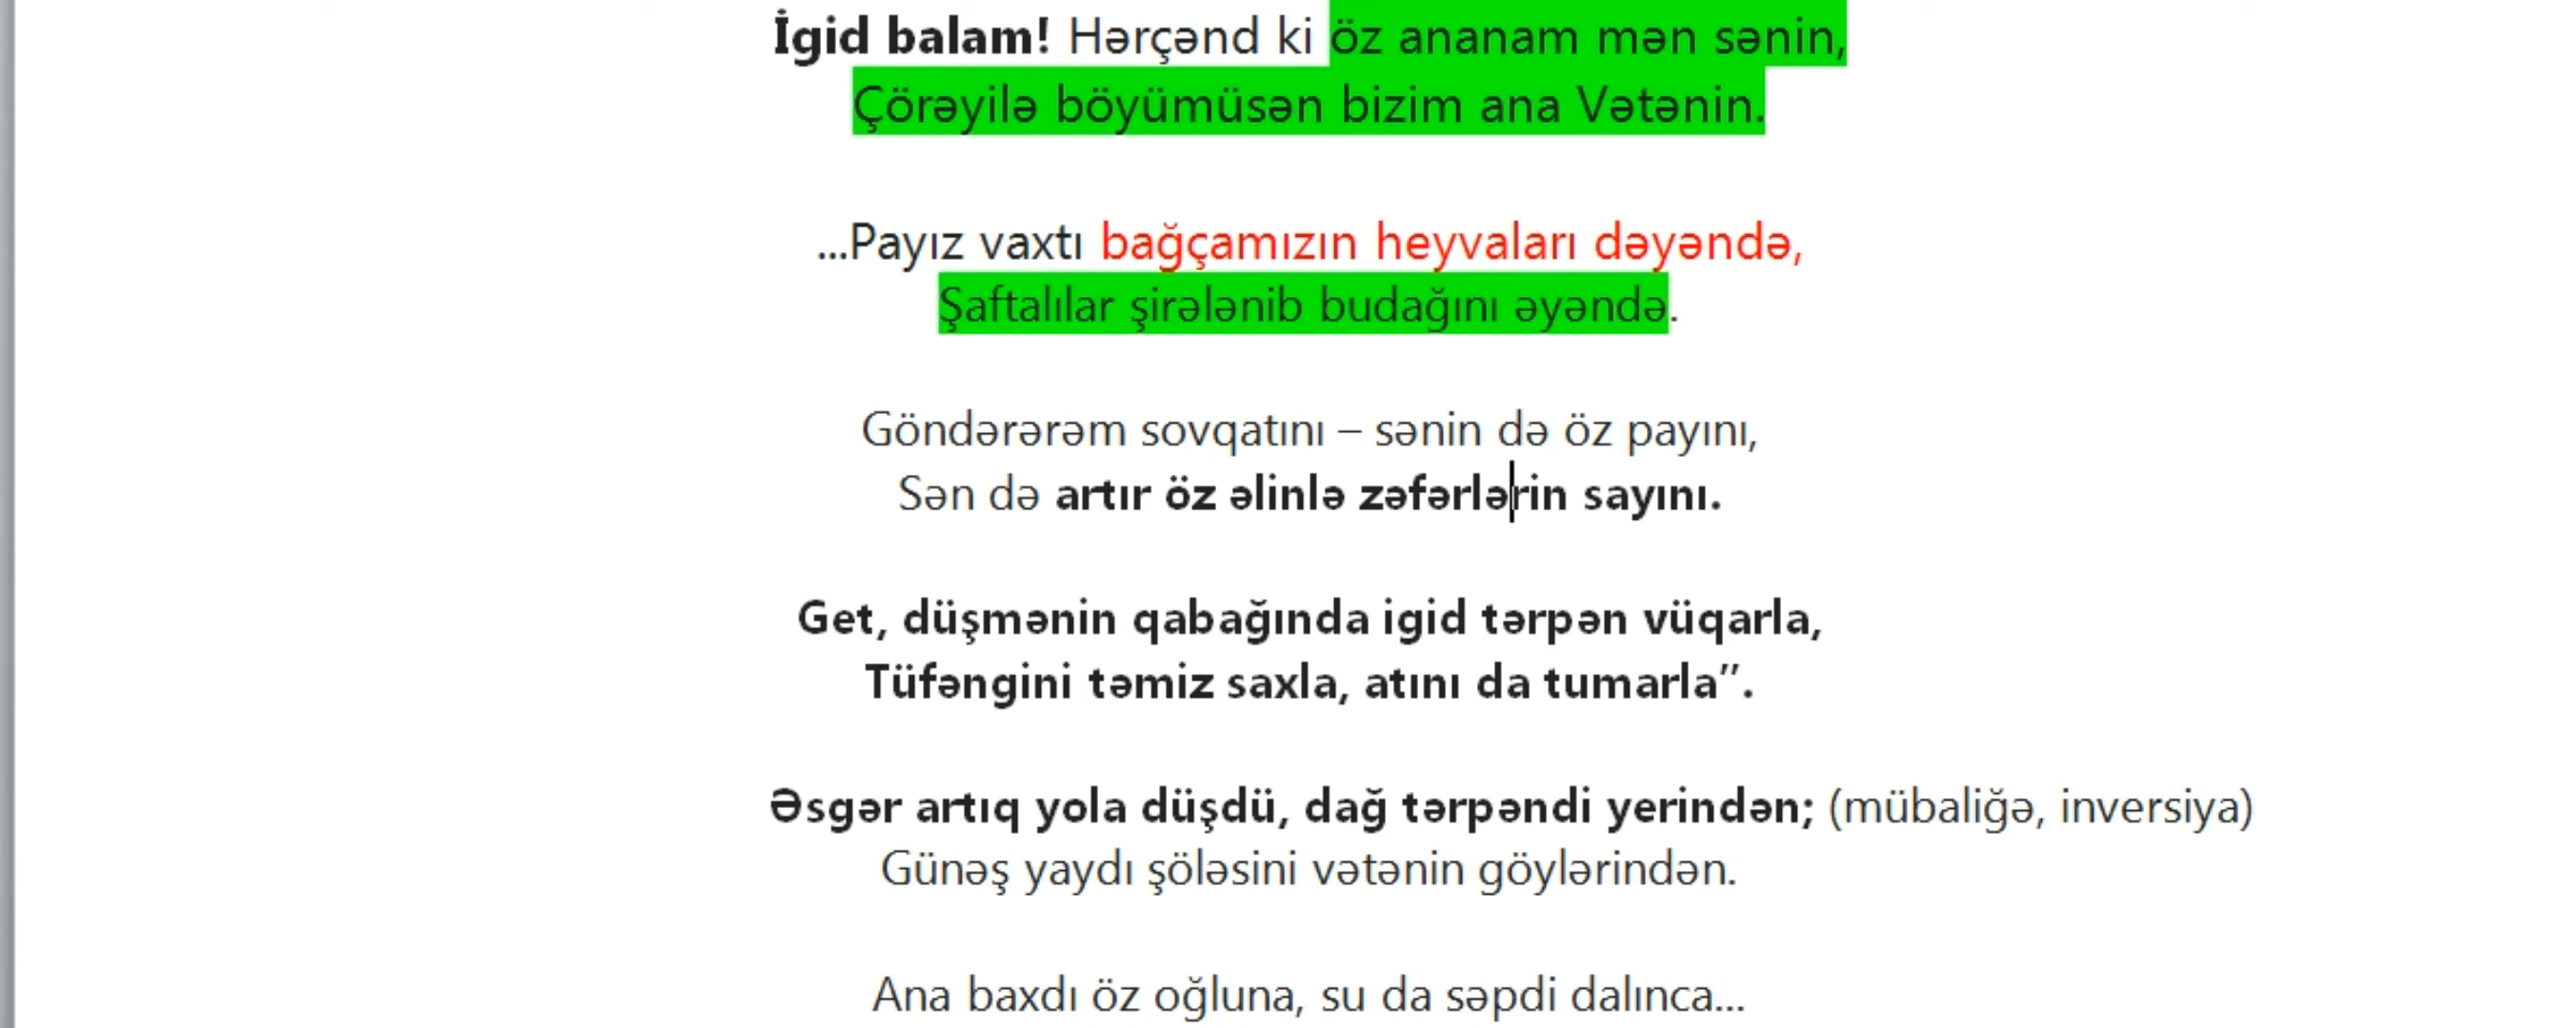 İgid balam! Hərçənd ki öz ananam mən sənin,
Çörəyilə böyümüsən bizim ana Vətənin.
...Payız vaxtı bağçamızın heyvaları dəyəndə,
Şaftalılar şirələnib budağını əyəndə.
Göndərərəm sovqatını – sənin də öz payını,
Sən də artır öz əlinlə zəfərlərin sayını.
Get, düşmənin qabağında igid tərpən vüqarla,
Tüfəngini təmiz saxla, atını da tumarla”.
Əsgər artıq yola düşdü, dağ tərpəndi yerindən; (mübaliğə, inversiya)
Günəş yaydı şöləsini vətənin göylərindən.
Ana baxdı öz oğluna, su da səpdi dalınca...